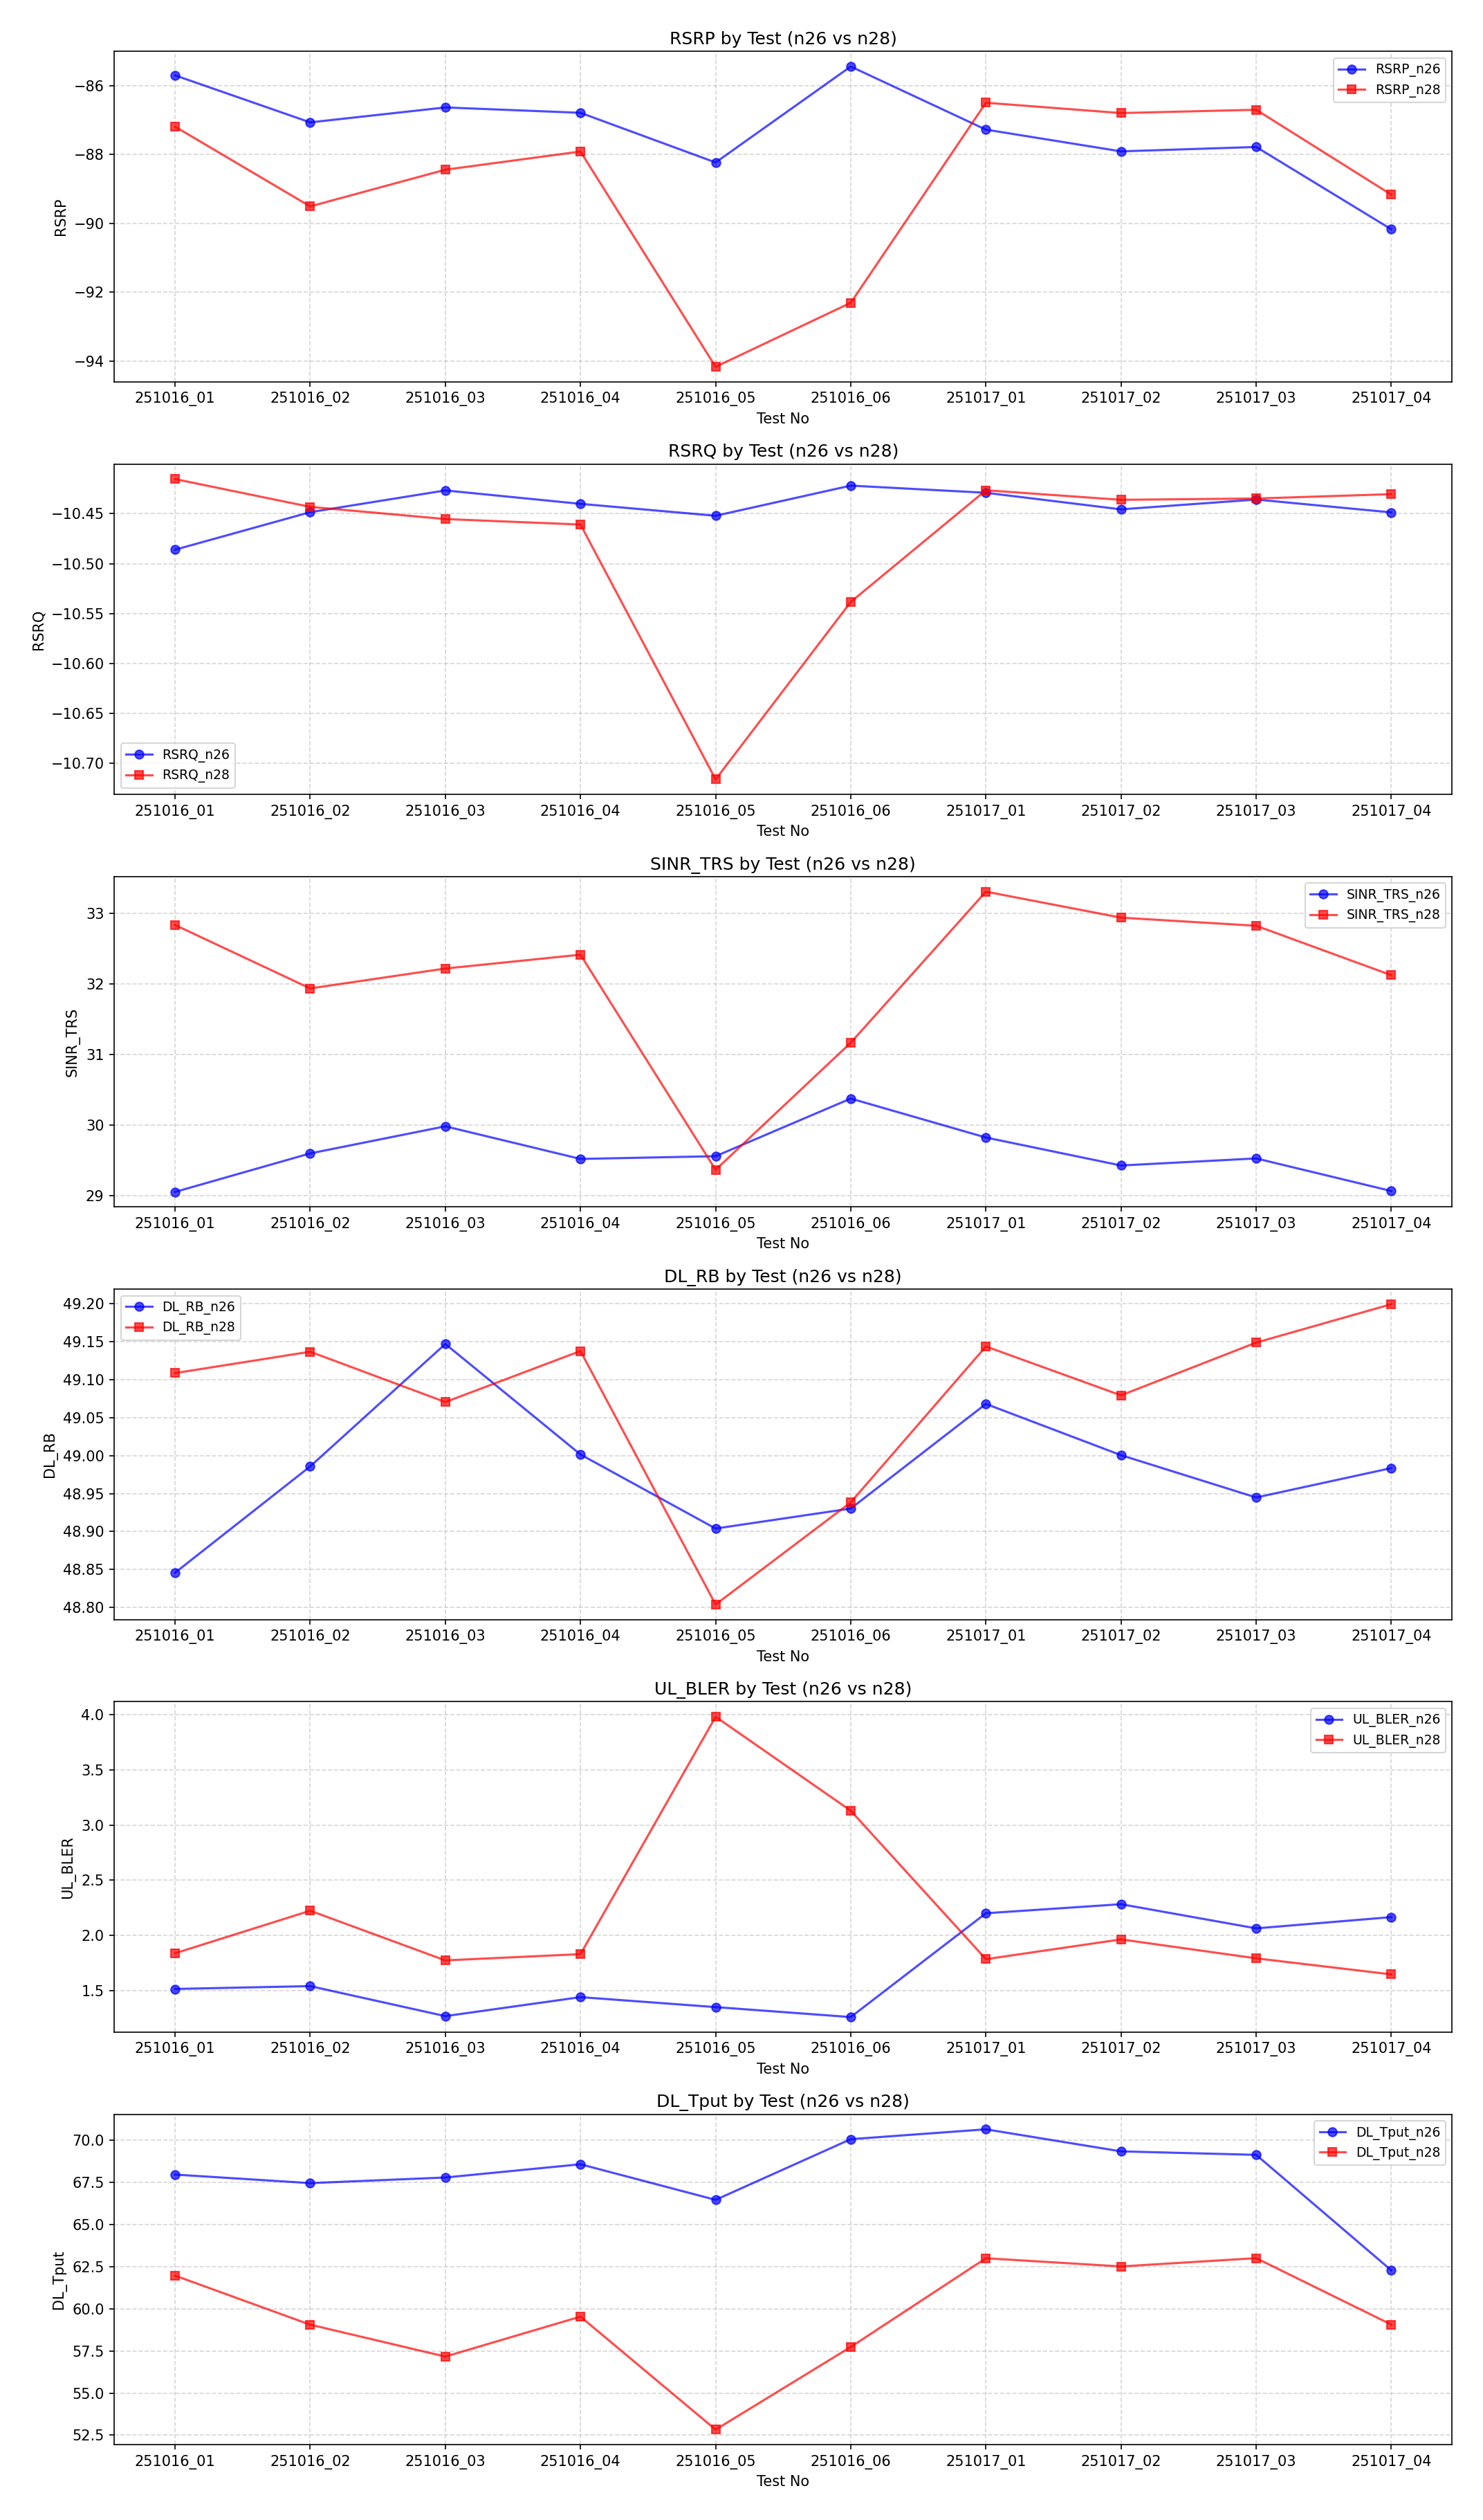 RSRP by Test (n26 vs n28)
RSRP_n26
RSRP_n28
RSRP
−86
−88
−90
−92
−94
251016_01 251016_02 251016_03 251016_04 251016_05 251016_06 251017_01 251017_02 251017_03 251017_04
Test No
RSRQ by Test (n26 vs n28)
RSRQ
−10.45
−10.50
−10.55
−10.60
−10.65
−10.70
RSRQ_n26
RSRQ_n28
251016_01 251016_02 251016_03 251016_04 251016_05 251016_06 251017_01 251017_02 251017_03 251017_04
Test No
SINR_TRS by Test (n26 vs n28)
SINR_TRS_n26
SINR_TRS_n28
SINR_TRS
33
32
31
30
29
251016_01 251016_02 251016_03 251016_04 251016_05 251016_06 251017_01 251017_02 251017_03 251017_04
Test No
DL_RB by Test (n26 vs n28)
DL_RB_n26
DL_RB_n28
DL_RB
49.20
49.15
49.10
49.05
49.00
48.95
48.90
48.85
48.80
251016_01 251016_02 251016_03 251016_04 251016_05 251016_06 251017_01 251017_02 251017_03 251017_04
Test No
UL_BLER by Test (n26 vs n28)
UL_BLER_n26
UL_BLER_n28
UL_BLER
4.0
3.5
3.0
2.5
2.0
1.5
251016_01 251016_02 251016_03 251016_04 251016_05 251016_06 251017_01 251017_02 251017_03 251017_04
Test No
DL_Tput by Test (n26 vs n28)
DL_Tput_n26
DL_Tput_n28
DL_Tput
70.0
67.5
65.0
62.5
60.0
57.5
55.0
52.5
251016_01 251016_02 251016_03 251016_04 251016_05 251016_06 251017_01 251017_02 251017_03 251017_04
Test No